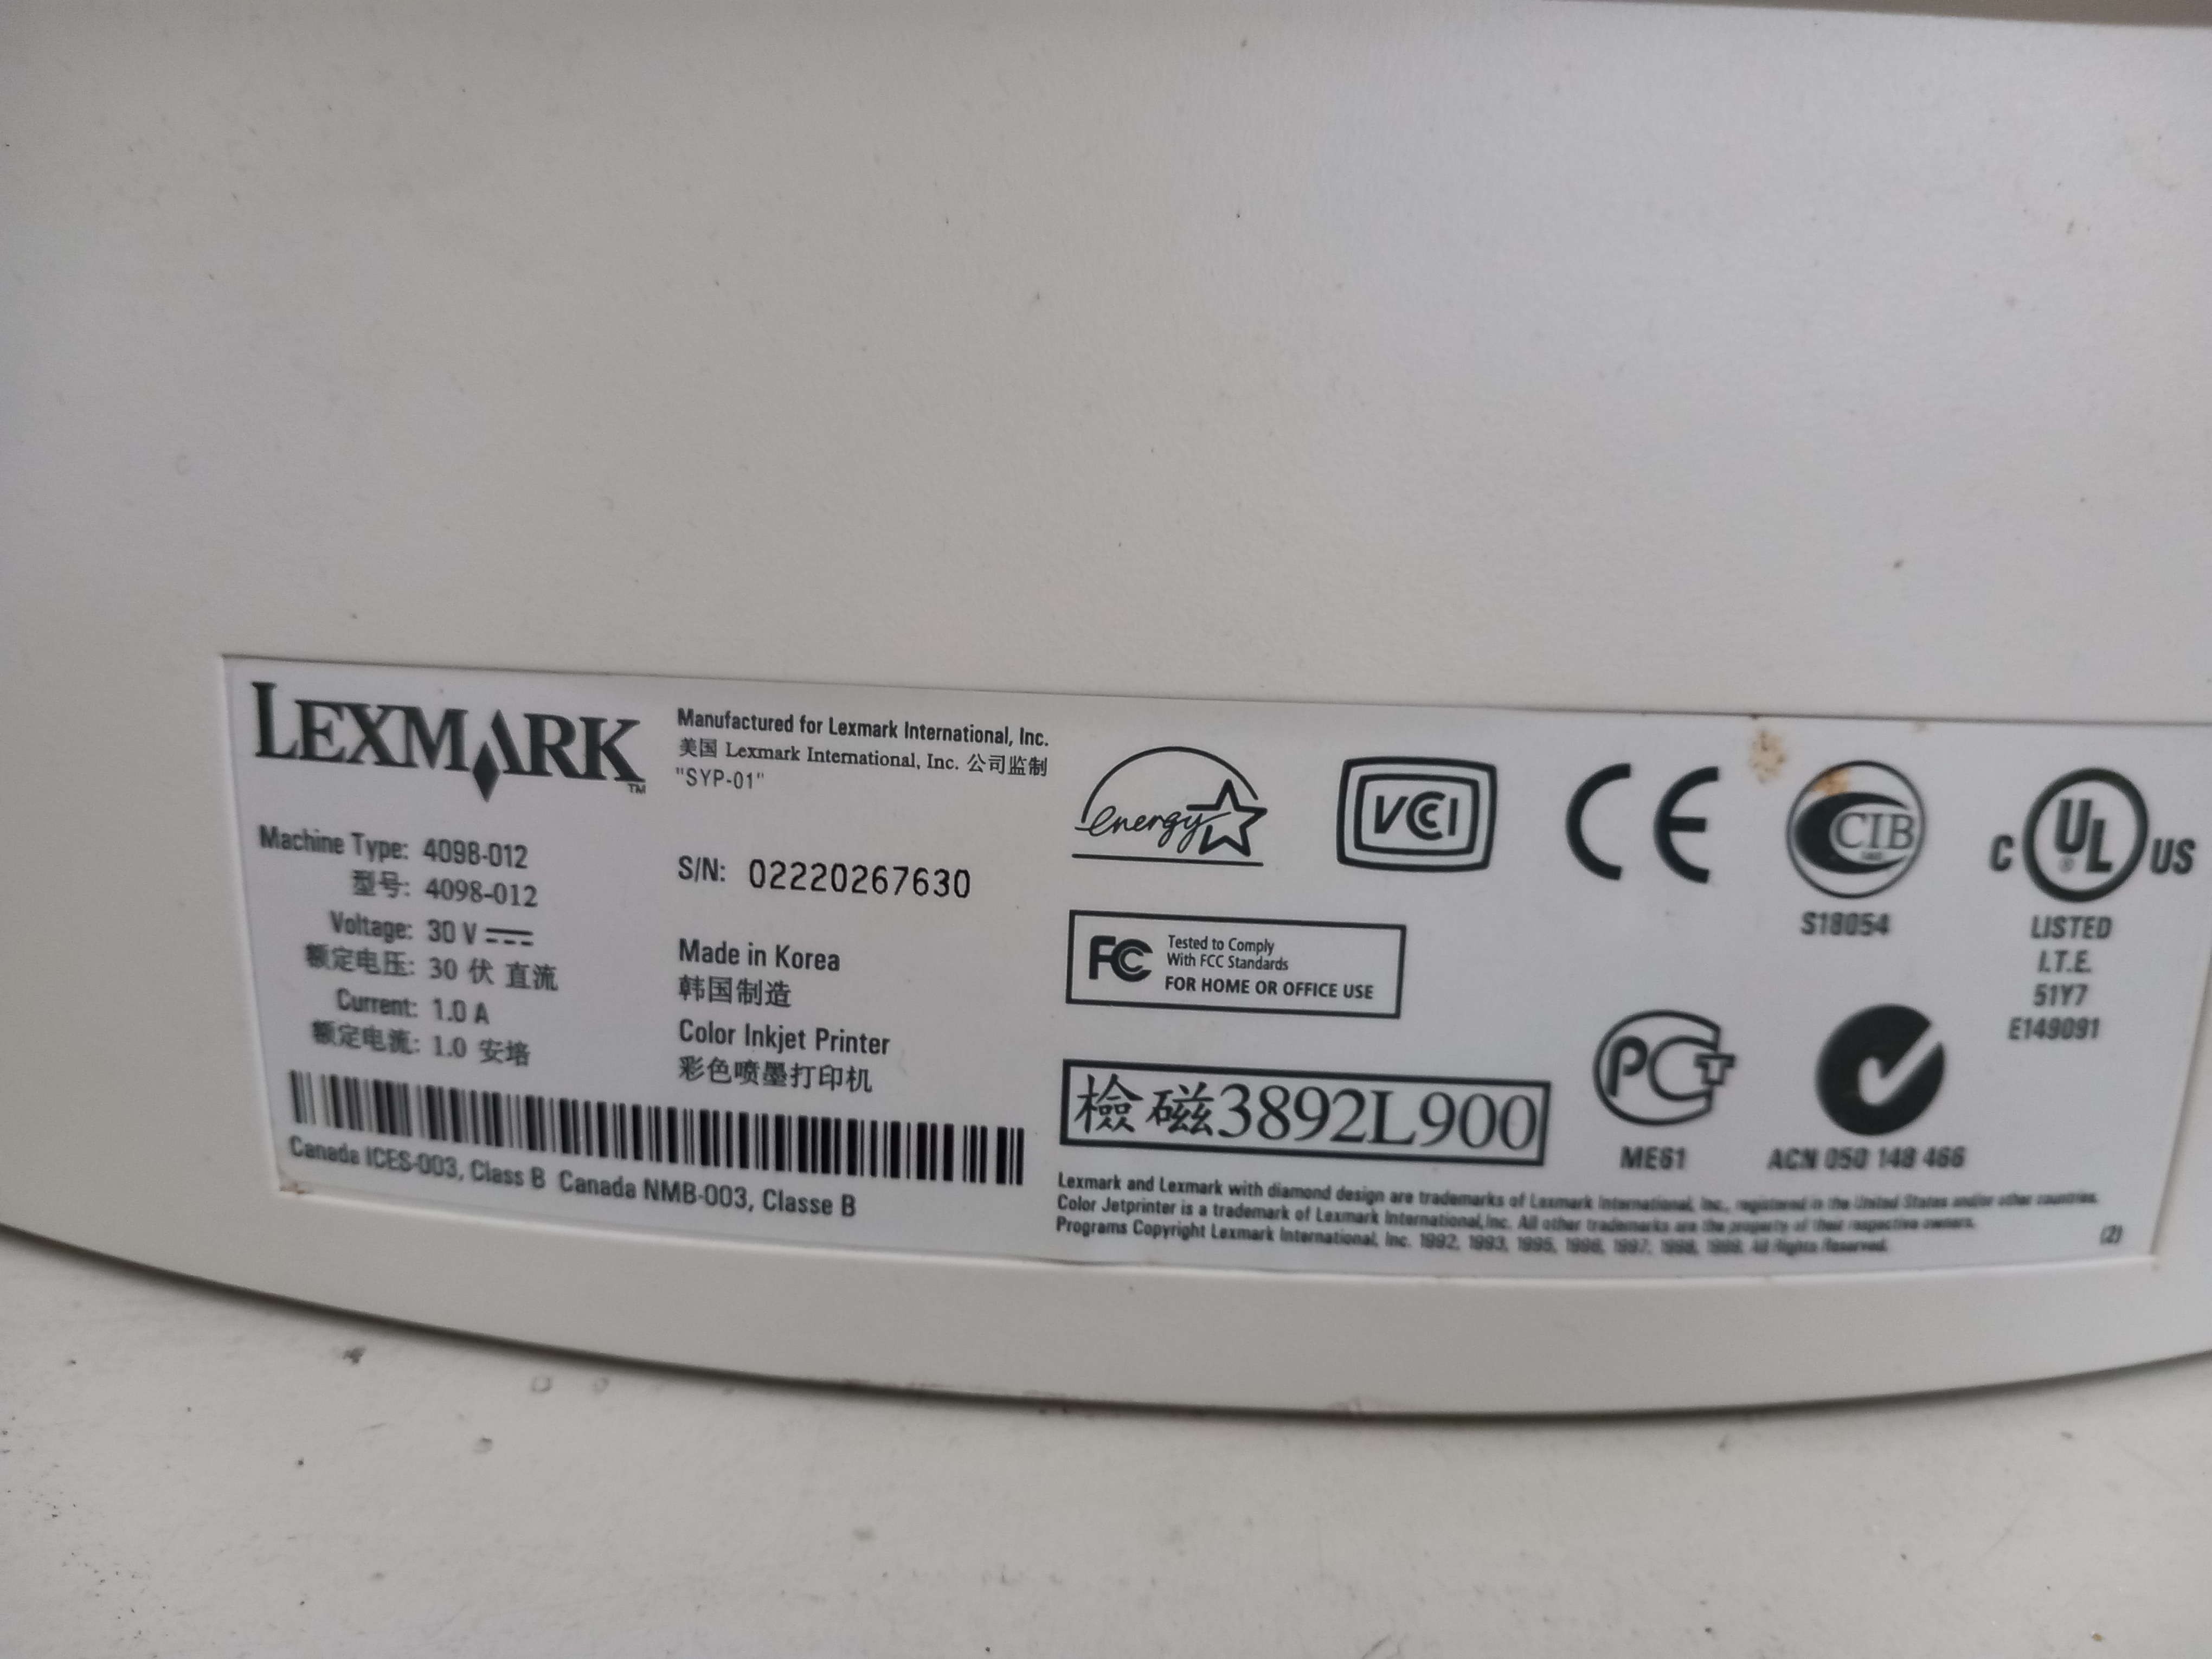 LEXMARK™
Manufactured for Lexmark International, Inc.
美国 Lexmark International, Inc. 公司监制
"SYP-01"
Machine Type: 4098-012
型号: 4098-012
Voltage: 30 V
额定电压: 30 伏 直流
Current: 1.0 A
额定电流: 1.0 安培
S/N: 02220267630
Made in Korea
韩国制造
Color Inkjet Printer
彩色喷墨打印机
Canada ICES-003, Class B Canada NMB-003, Classe B
energy
VCCI
CE
CIB
S18054
C UL® US
LISTED
I.T.E.
51Y7
E149091
FC Tested to Comply
With FCC Standards
FOR HOME OR OFFICE USE
檢磁3892L900
PCT
ME61
ACN 050 148 466
Lexmark and Lexmark with diamond design are trademarks of Lexmark International, Inc., registered in the United States and/or other countries.
Color Jetprinter is a trademark of Lexmark International, Inc. All other trademarks are the property of their respective owners.
Programs Copyright Lexmark International, Inc. 1992, 1993, 1995, 1996, 1997, 1998, 1999. All Rights Reserved.
(2)